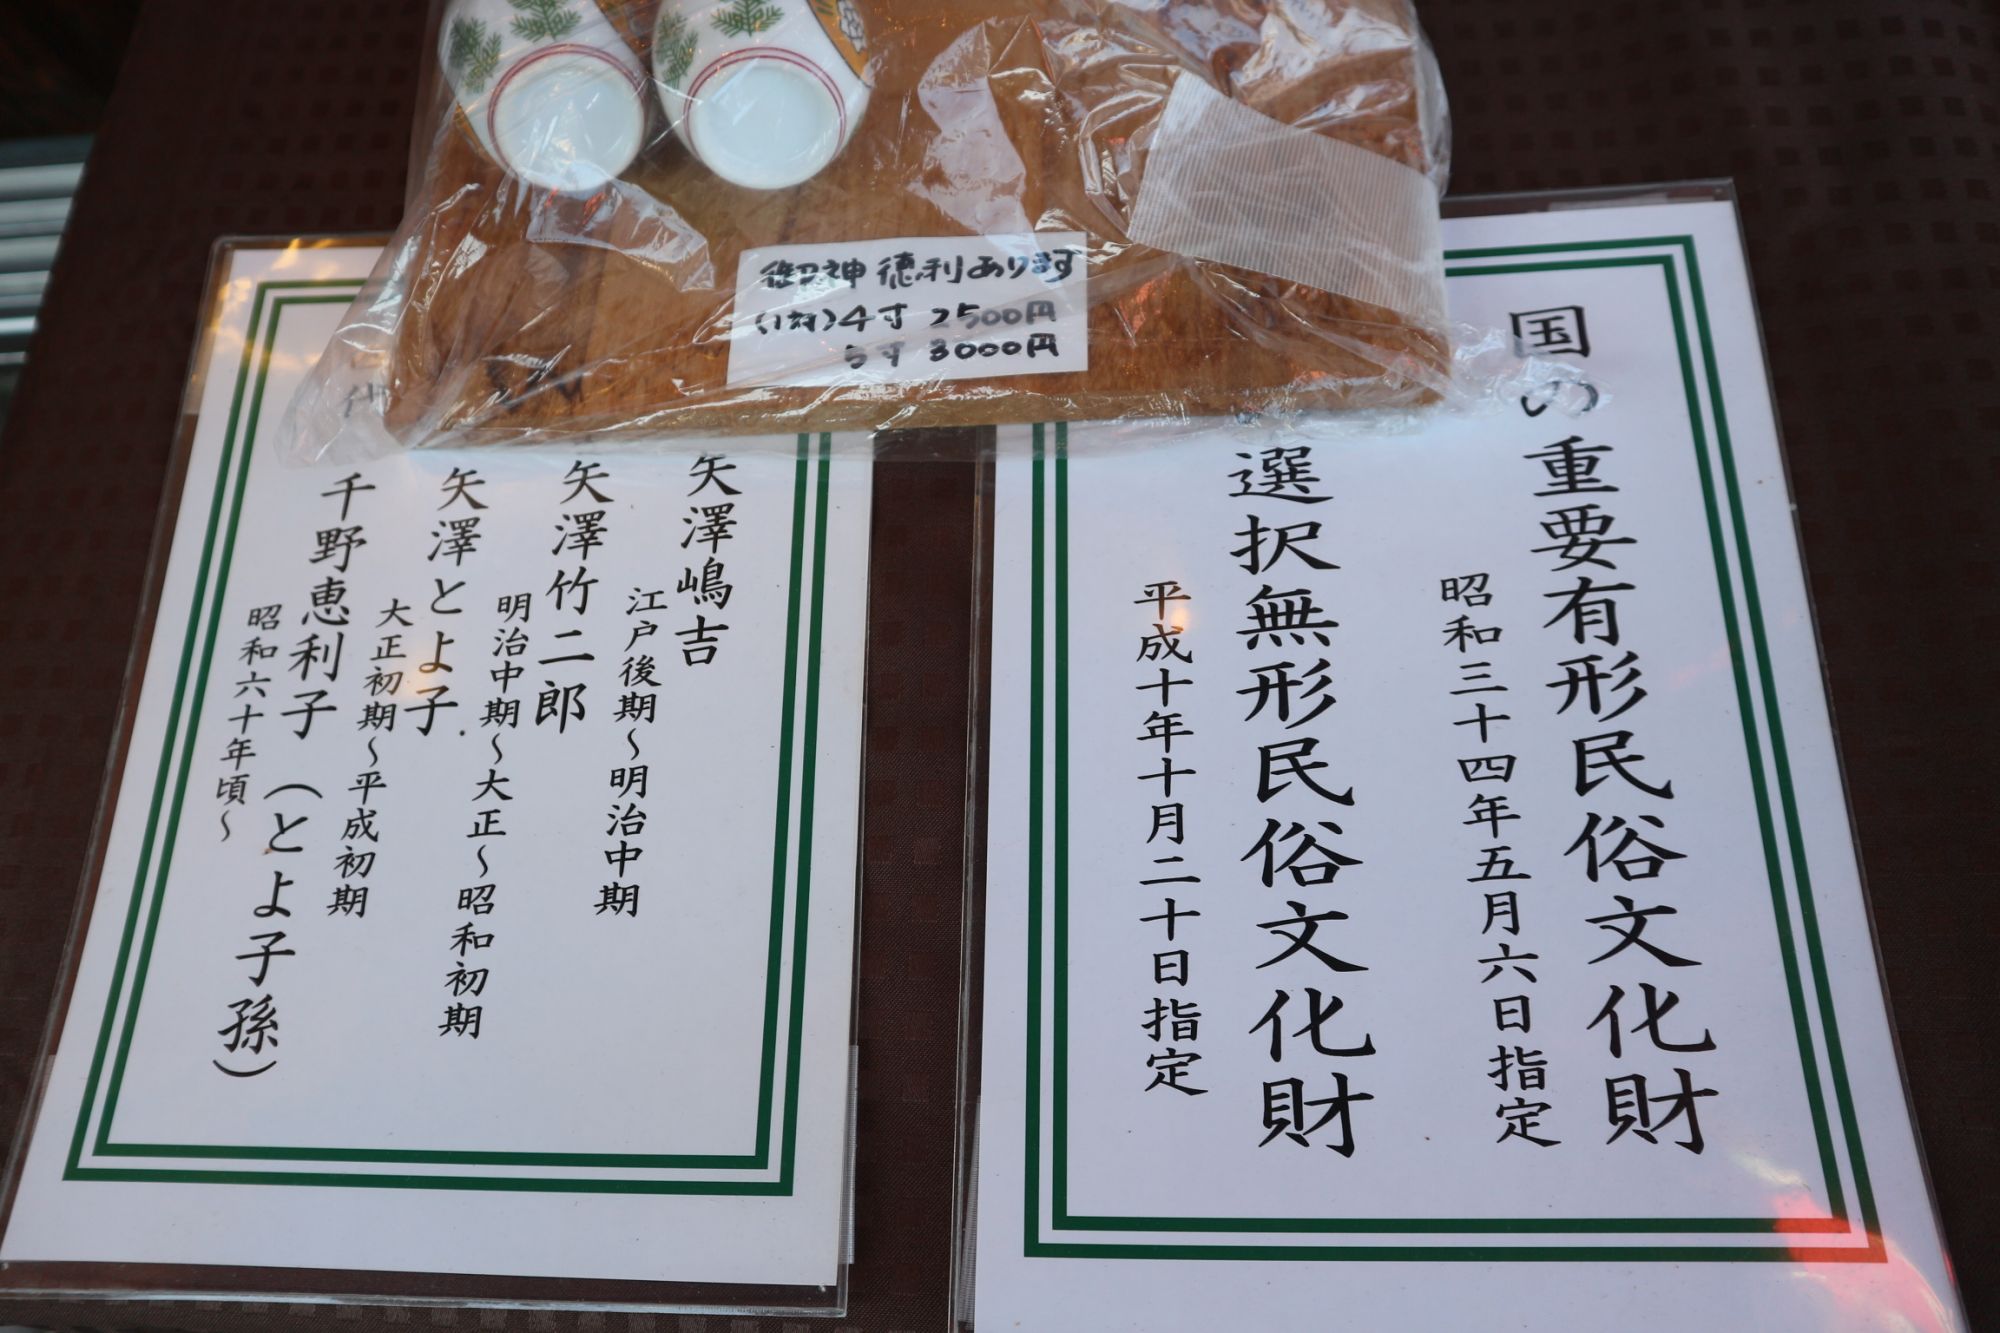 御神徳利あります
(1対)4寸 2500円
5寸 3000円
国の重要有形民俗文化財
昭和三十四年五月六日指定
選択無形民俗文化財
平成十年十月二十日指定
矢澤嶋吉
江戸後期～明治中期
矢澤竹二郎
明治中期～大正～昭和初期
矢澤とよ子
大正初期～平成初期
千野恵利子(とよ子孫)
昭和六十年頃～
代